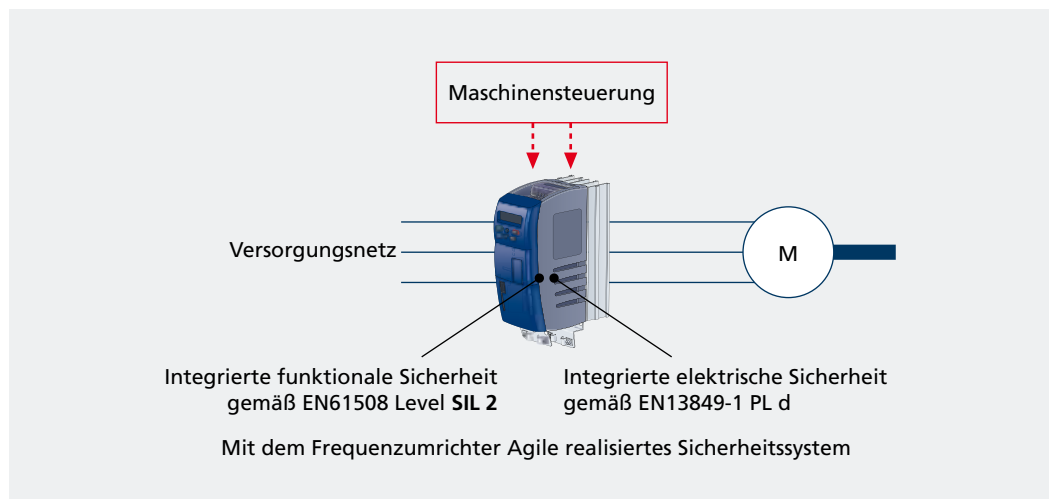 Maschinensteuerung
Versorgungsnetz
M
Integrierte funktionale Sicherheit
gemäß EN61508 Level SIL 2
Integrierte elektrische Sicherheit
gemäß EN13849-1 PL d
Mit dem Frequenzumrichter Agile realisiertes Sicherheitssystem